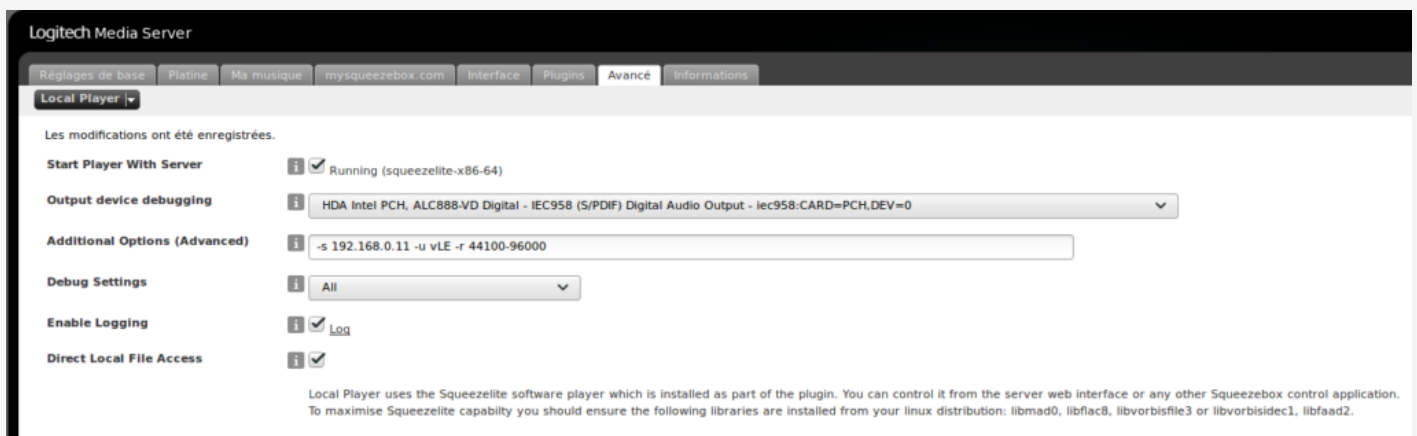 Logitech Media Server
Réglages de base Platine Ma musique mysqueezebox.com Interface Plugins Avancé Informations
Local Player
Les modifications ont été enregistrées.
Start Player With Server i Running (squeezelite-x86-64)
Output device debugging i HDA Intel PCH, ALC888-VD Digital - IEC958 (S/PDIF) Digital Audio Output - iec958:CARD=PCH,DEV=0
Additional Options (Advanced) i -s 192.168.0.11 -u vLE -r 44100-96000
Debug Settings i All
Enable Logging i Log
Direct Local File Access i
Local Player uses the Squeezelite software player which is installed as part of the plugin. You can control it from the server web interface or any other Squeezebox control application.
To maximise Squeezelite capabilty you should ensure the following libraries are installed from your linux distribution: libmad0, libflac8, libvorbisfile3 or libvorbisidec1, libfaad2.